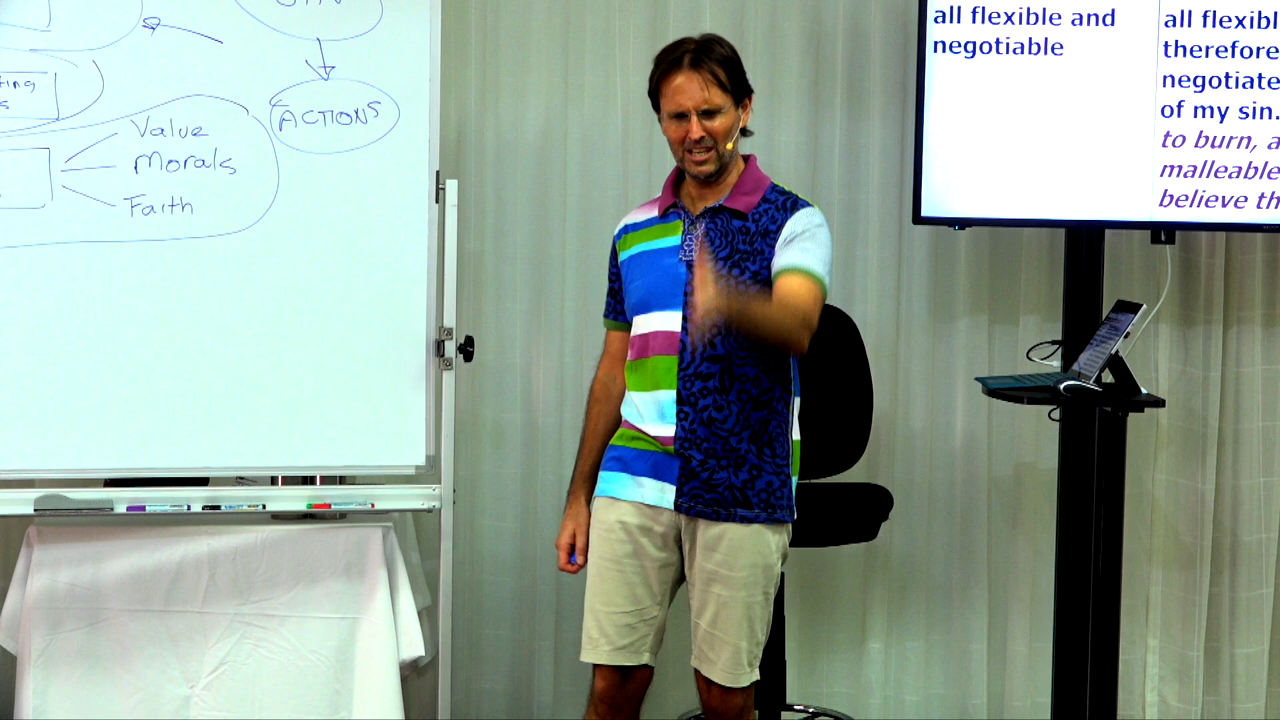 ACTIONS
Value
Morals
Faith
all flexible and
negotiable
all flexibl
therefore
negotiate
of my sin.
to burn, a
malleable
believe th